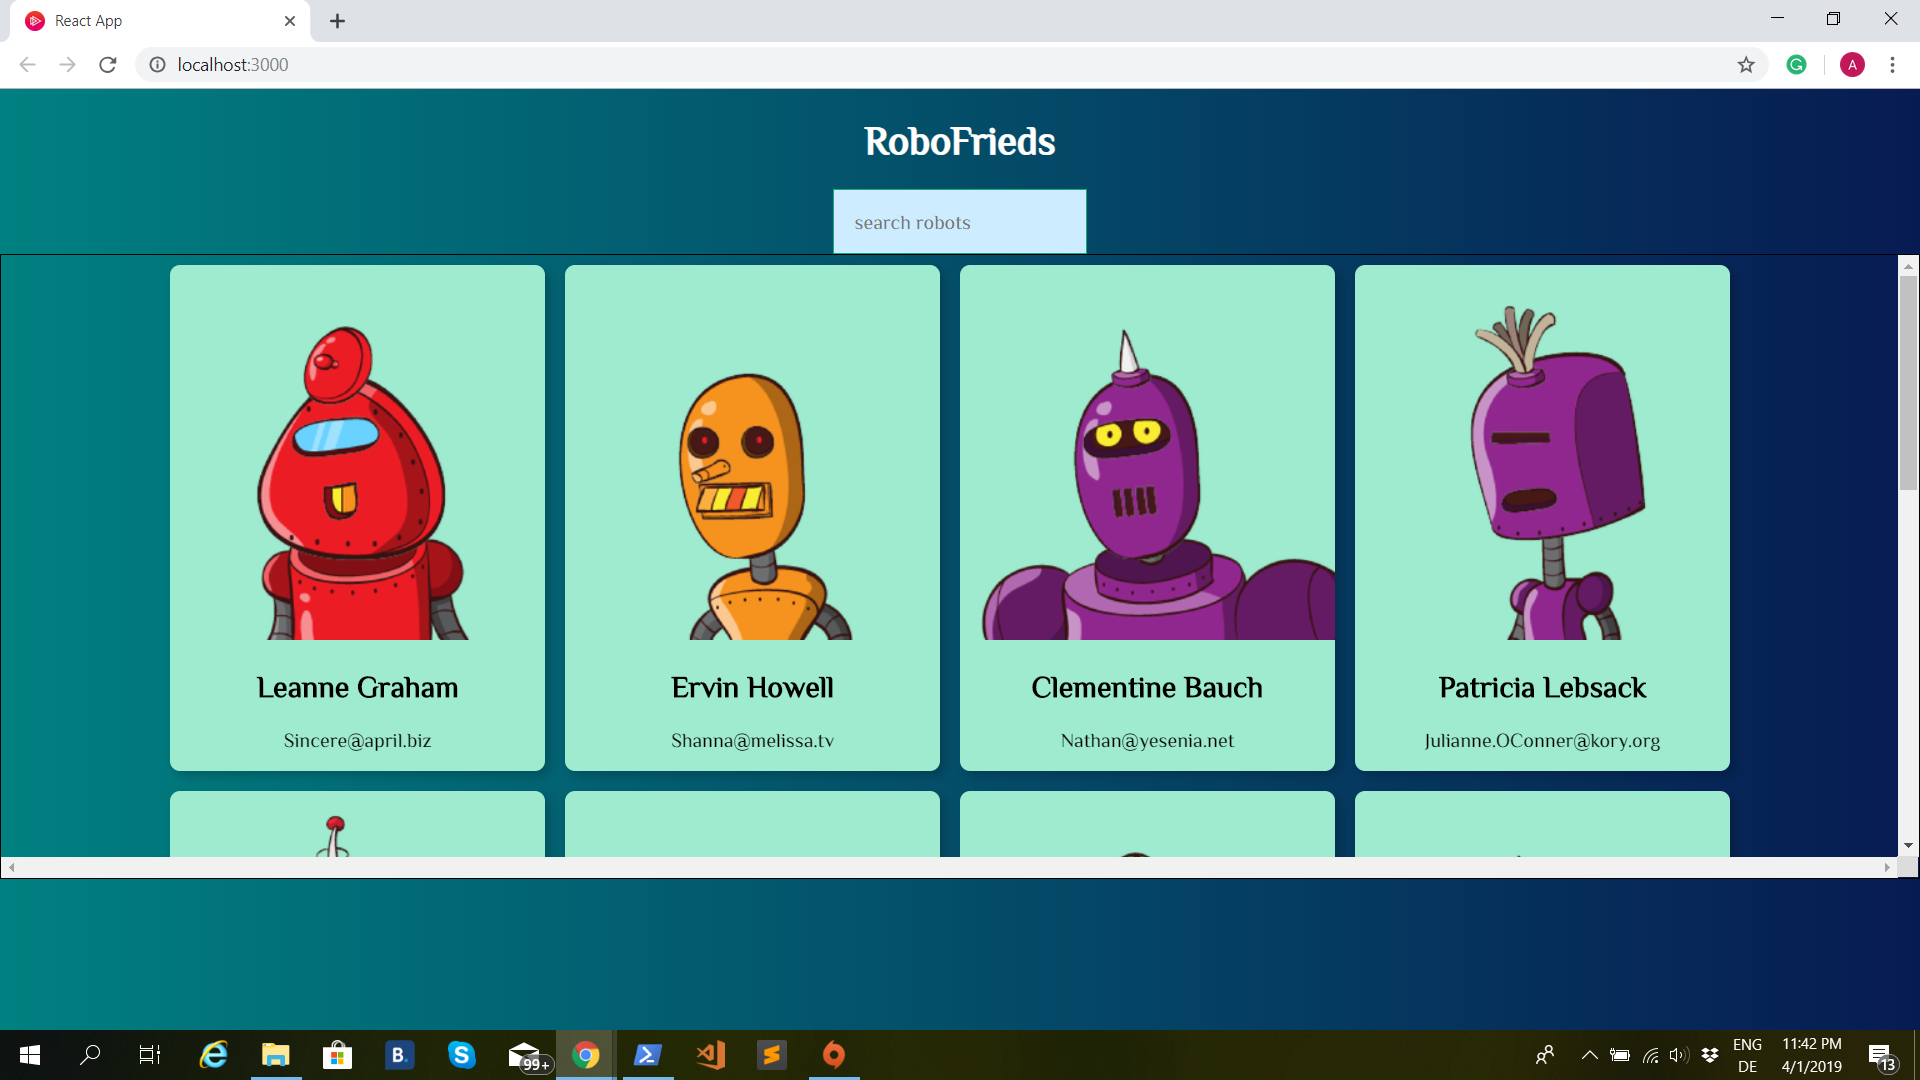 React App
localhost:3000
A
RoboFrieds
search robots
Leanne Graham
Sincere@april.biz
Ervin Howell
Shanna@melissa.tv
Clementine Bauch
Nathan@yesenia.net
Patricia Lebsack
Julianne.OConner@kory.org
B.
S
99+
ENG
DE
11:42 PM
4/1/2019
13